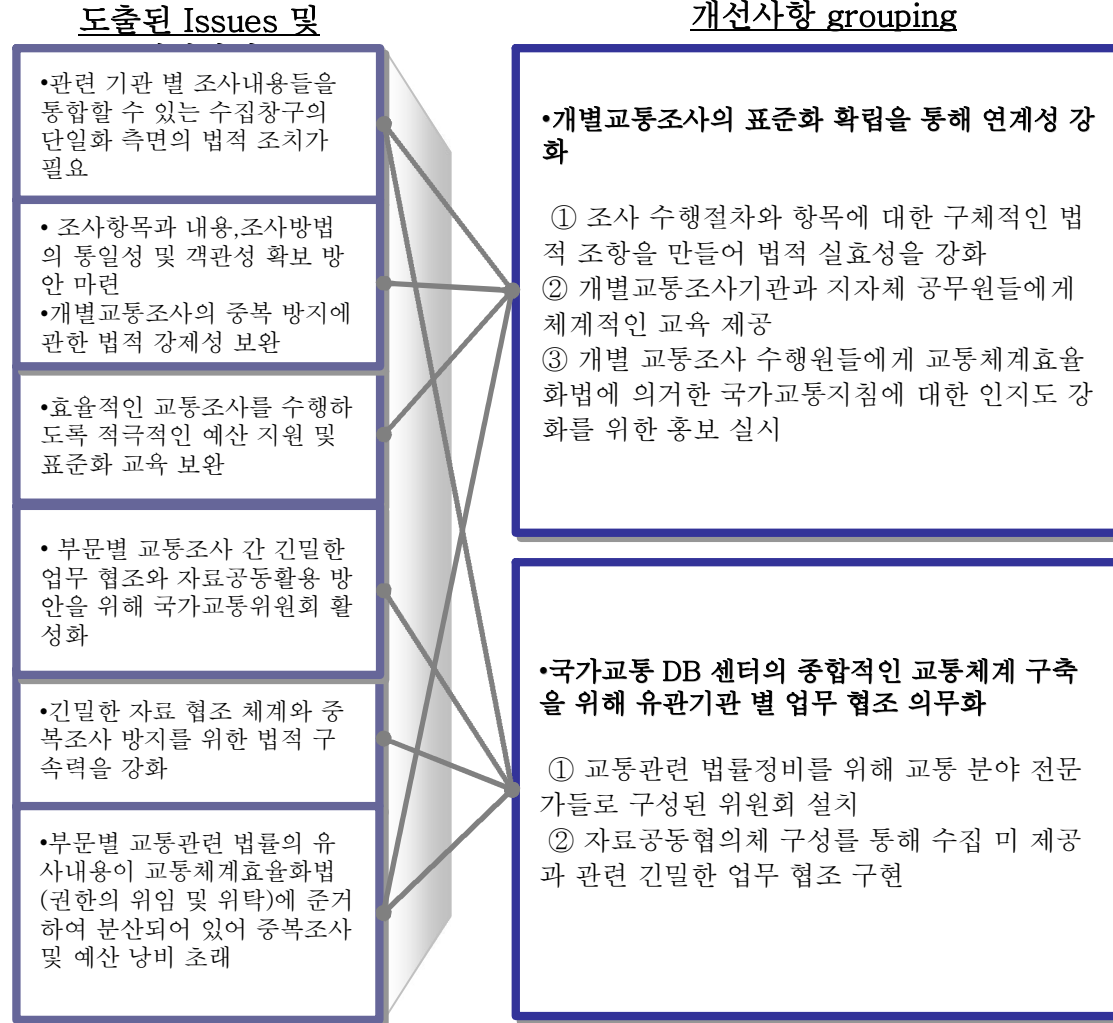 도출된 Issues 및
개선사항 grouping
•관련 기관 별 조사내용들을
통합할 수 있는 수집창구의
단일화 측면의 법적 조치가
필요
• 조사항목과 내용,조사방법
의 통일성 및 객관성 확보 방
안 마련
•개별교통조사의 중복 방지에
관한 법적 강제성 보완
•효율적인 교통조사를 수행하
도록 적극적인 예산 지원 및
표준화 교육 보완
• 부문별 교통조사 간 긴밀한
업무 협조와 자료공동활용 방
안을 위해 국가교통위원회 활
성화
•긴밀한 자료 협조 체계와 중
복조사 방지를 위한 법적 구
속력을 강화
•부문별 교통관련 법률의 유
사내용이 교통체계효율화법
(권한의 위임 및 위탁)에 준거
하여 분산되어 있어 중복조사
및 예산 낭비 초래
•개별교통조사의 표준화 확립을 통해 연계성 강
화
① 조사 수행절차와 항목에 대한 구체적인 법
적 조항을 만들어 법적 실효성을 강화
② 개별교통조사기관과 지자체 공무원들에게
체계적인 교육 제공
③ 개별 교통조사 수행원들에게 교통체계효율
화법에 의거한 국가교통지침에 대한 인지도 강
화를 위한 홍보 실시
•국가교통 DB 센터의 종합적인 교통체계 구축
을 위해 유관기관 별 업무 협조 의무화
① 교통관련 법률정비를 위해 교통 분야 전문
가들로 구성된 위원회 설치
② 자료공동협의체 구성를 통해 수집 미 제공
과 관련 긴밀한 업무 협조 구현